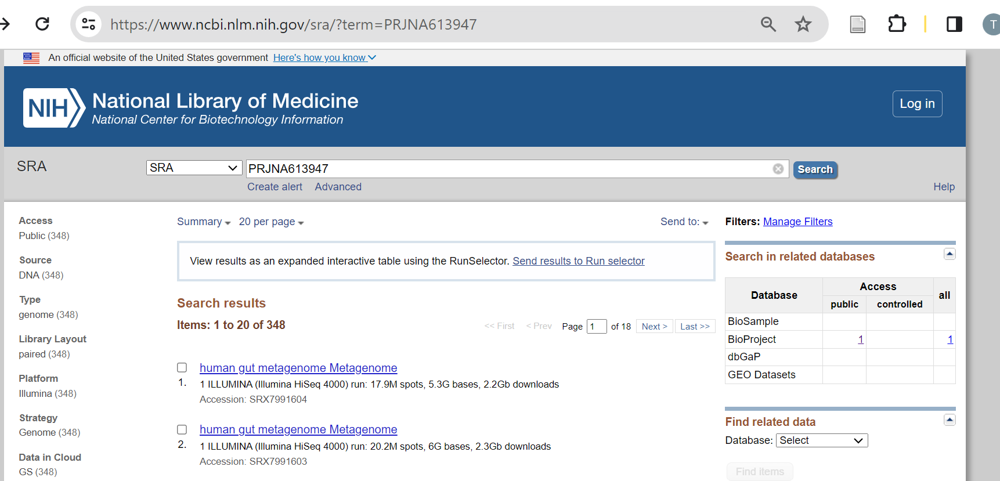 https://www.ncbi.nlm.nih.gov/sra/?term=PRJNA613947
T
An official website of the United States government Here's how you know
NIH National Library of Medicine
National Center for Biotechnology Information
Log in
SRA
SRA
PRJNA613947
Search
Create alert Advanced
Help
Access
Public (348)
Source
DNA (348)
Type
genome (348)
Library Layout
paired (348)
Platform
Illumina (348)
Strategy
Genome (348)
Data in Cloud
GS (348)
Summary 20 per page
Send to:
View results as an expanded interactive table using the RunSelector. Send results to Run selector
Search results
Items: 1 to 20 of 348
<< First < Prev Page 1 of 18 Next > Last >>
human gut metagenome Metagenome
1. 1 ILLUMINA (Illumina HiSeq 4000) run: 17.9M spots, 5.3G bases, 2.2Gb downloads
Accession: SRX7991604
human gut metagenome Metagenome
2. 1 ILLUMINA (Illumina HiSeq 4000) run: 20.2M spots, 6G bases, 2.3Gb downloads
Accession: SRX7991603
Filters: Manage Filters
Search in related databases
Database Access all
public controlled
BioSample
BioProject 1 1
dbGaP
GEO Datasets
Find related data
Database: Select
Find items